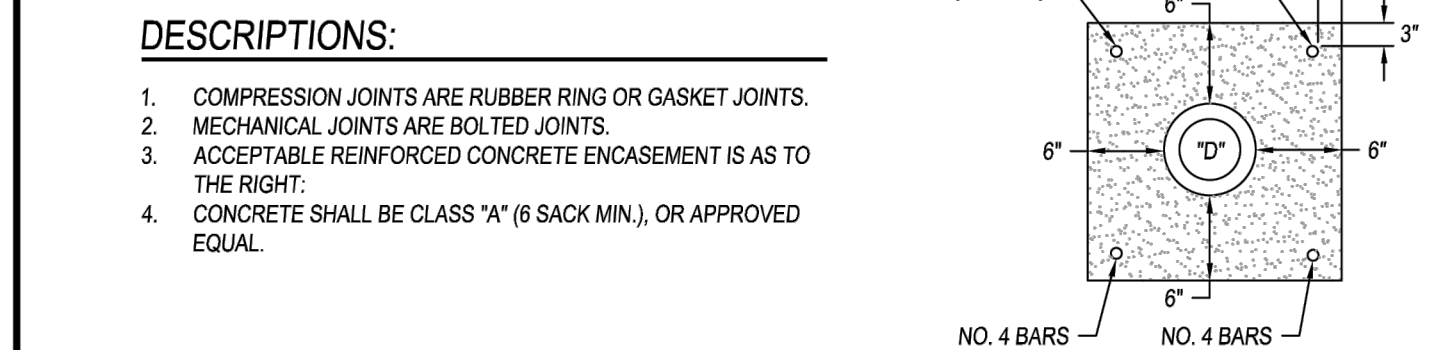 DESCRIPTIONS:
1. COMPRESSION JOINTS ARE RUBBER RING OR GASKET JOINTS.
2. MECHANICAL JOINTS ARE BOLTED JOINTS.
3. ACCEPTABLE REINFORCED CONCRETE ENCASEMENT IS AS TO
THE RIGHT:
4. CONCRETE SHALL BE CLASS "A" (6 SACK MIN.), OR APPROVED
EQUAL.
6"
3"
6"
"D"
6"
6"
NO. 4 BARS
NO. 4 BARS